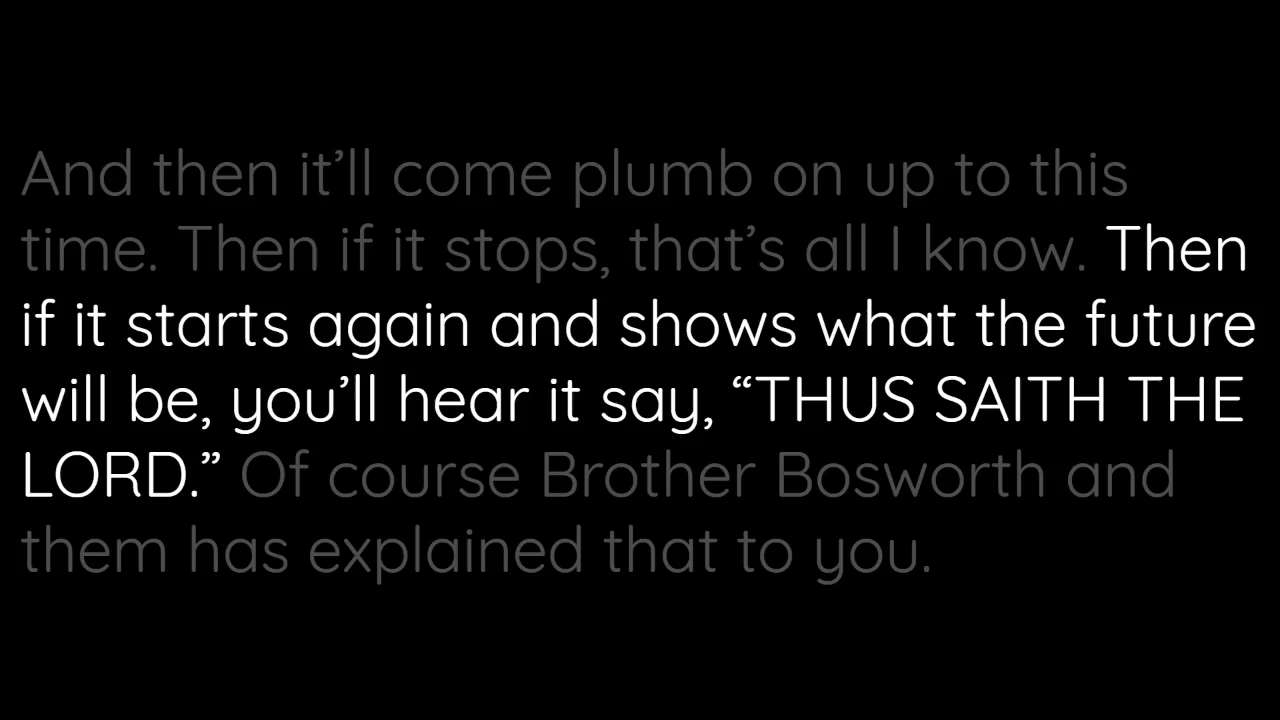 And then it’ll come plumb on up to this
time. Then if it stops, that’s all I know. Then
if it starts again and shows what the future
will be, you’ll hear it say, “THUS SAITH THE
LORD.” Of course Brother Bosworth and
them has explained that to you.